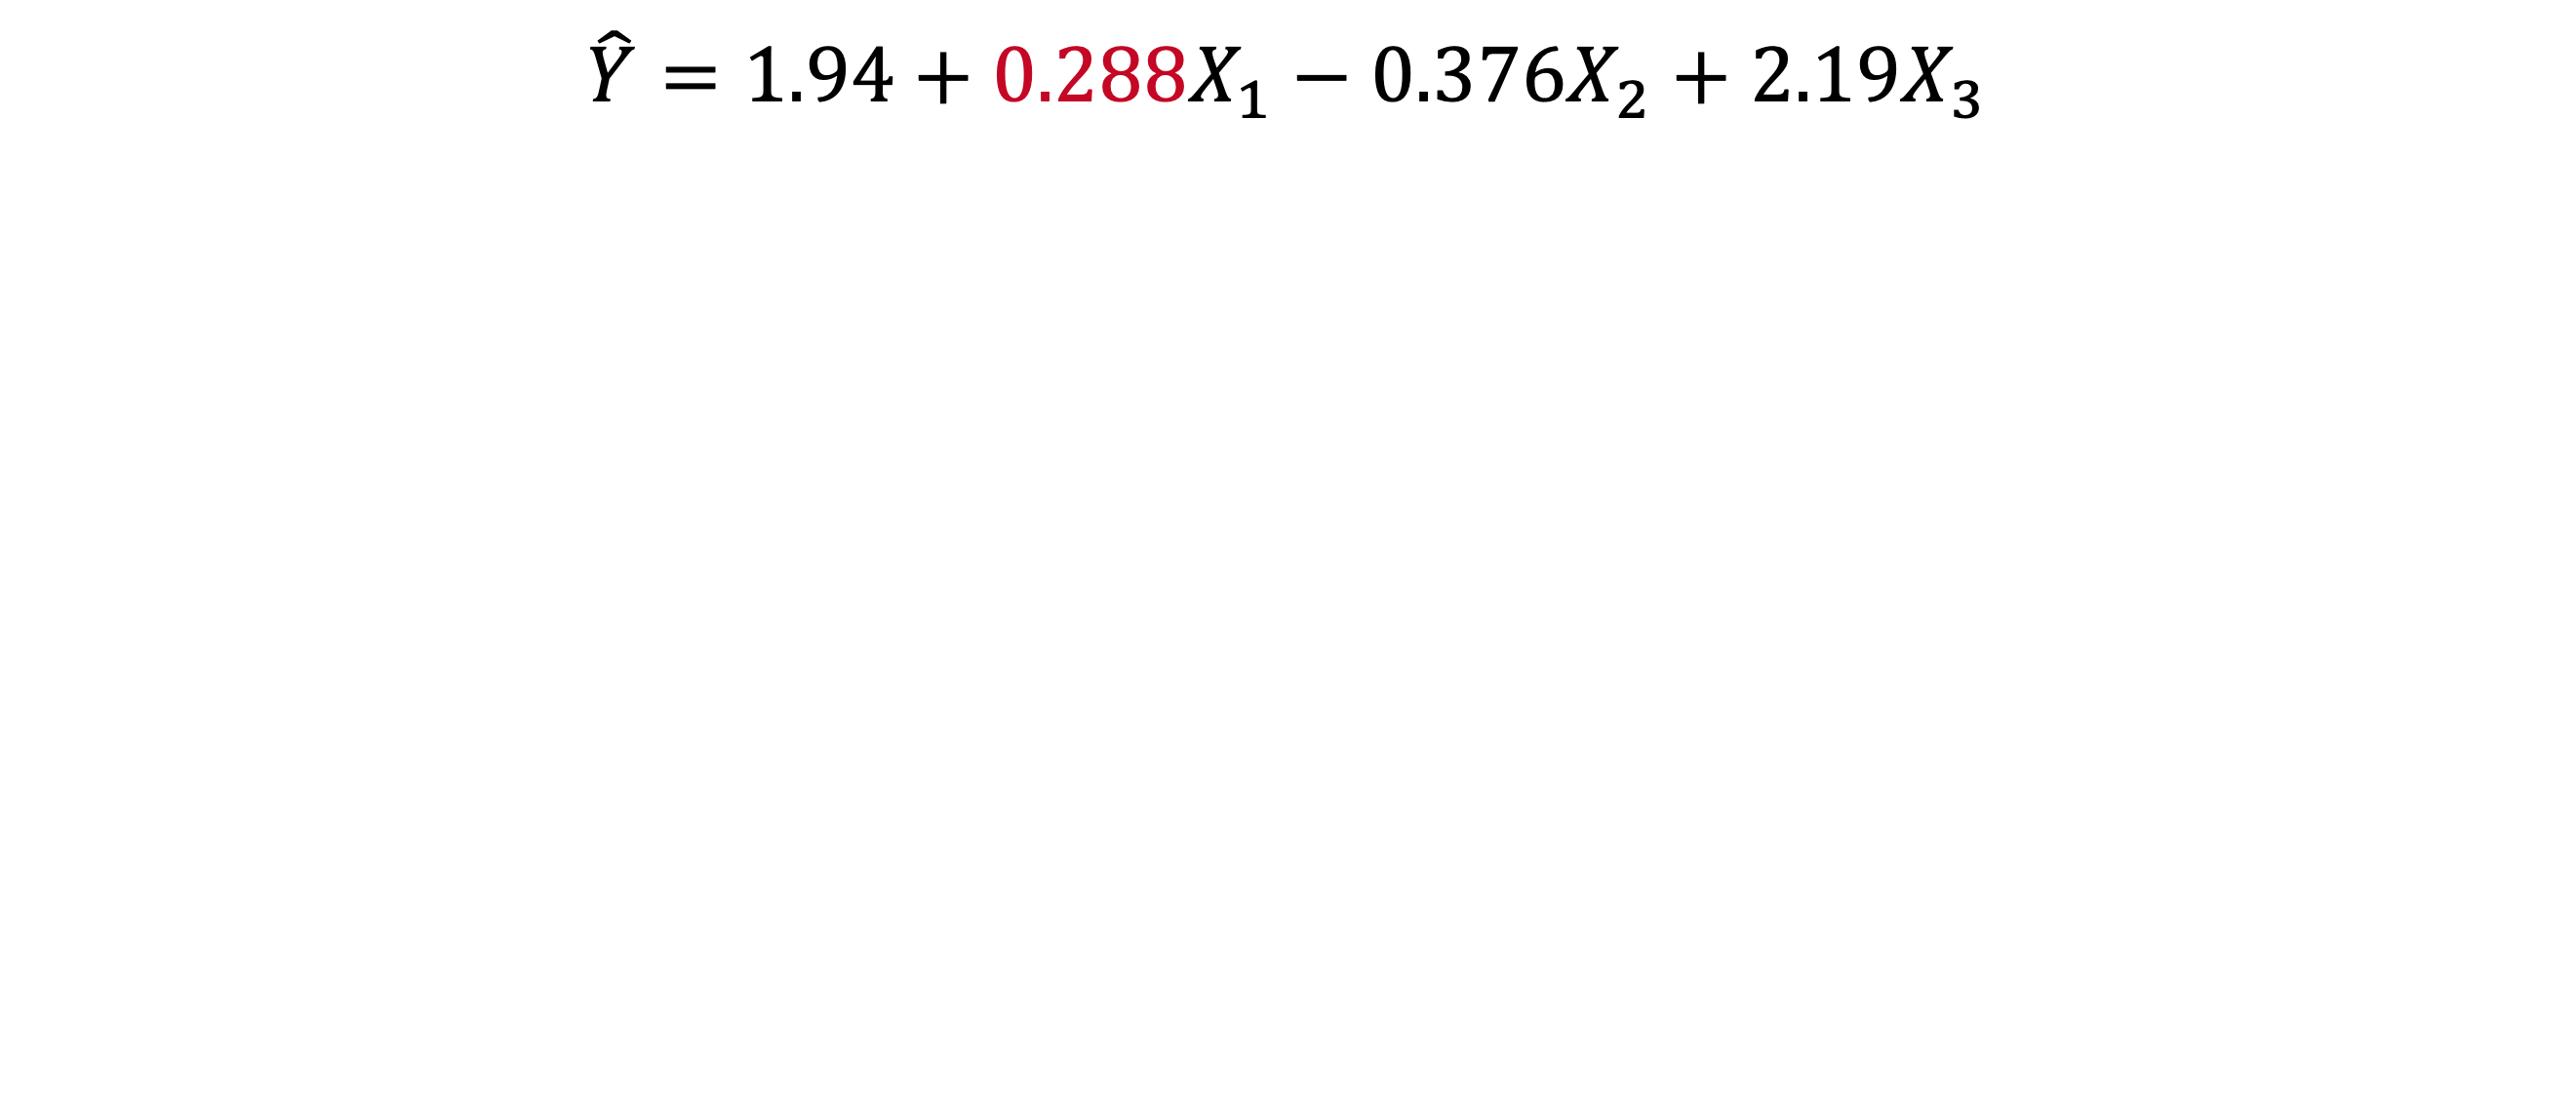 Ŷ = 1.94 + 0.288X₁ − 0.376X₂ + 2.19X₃